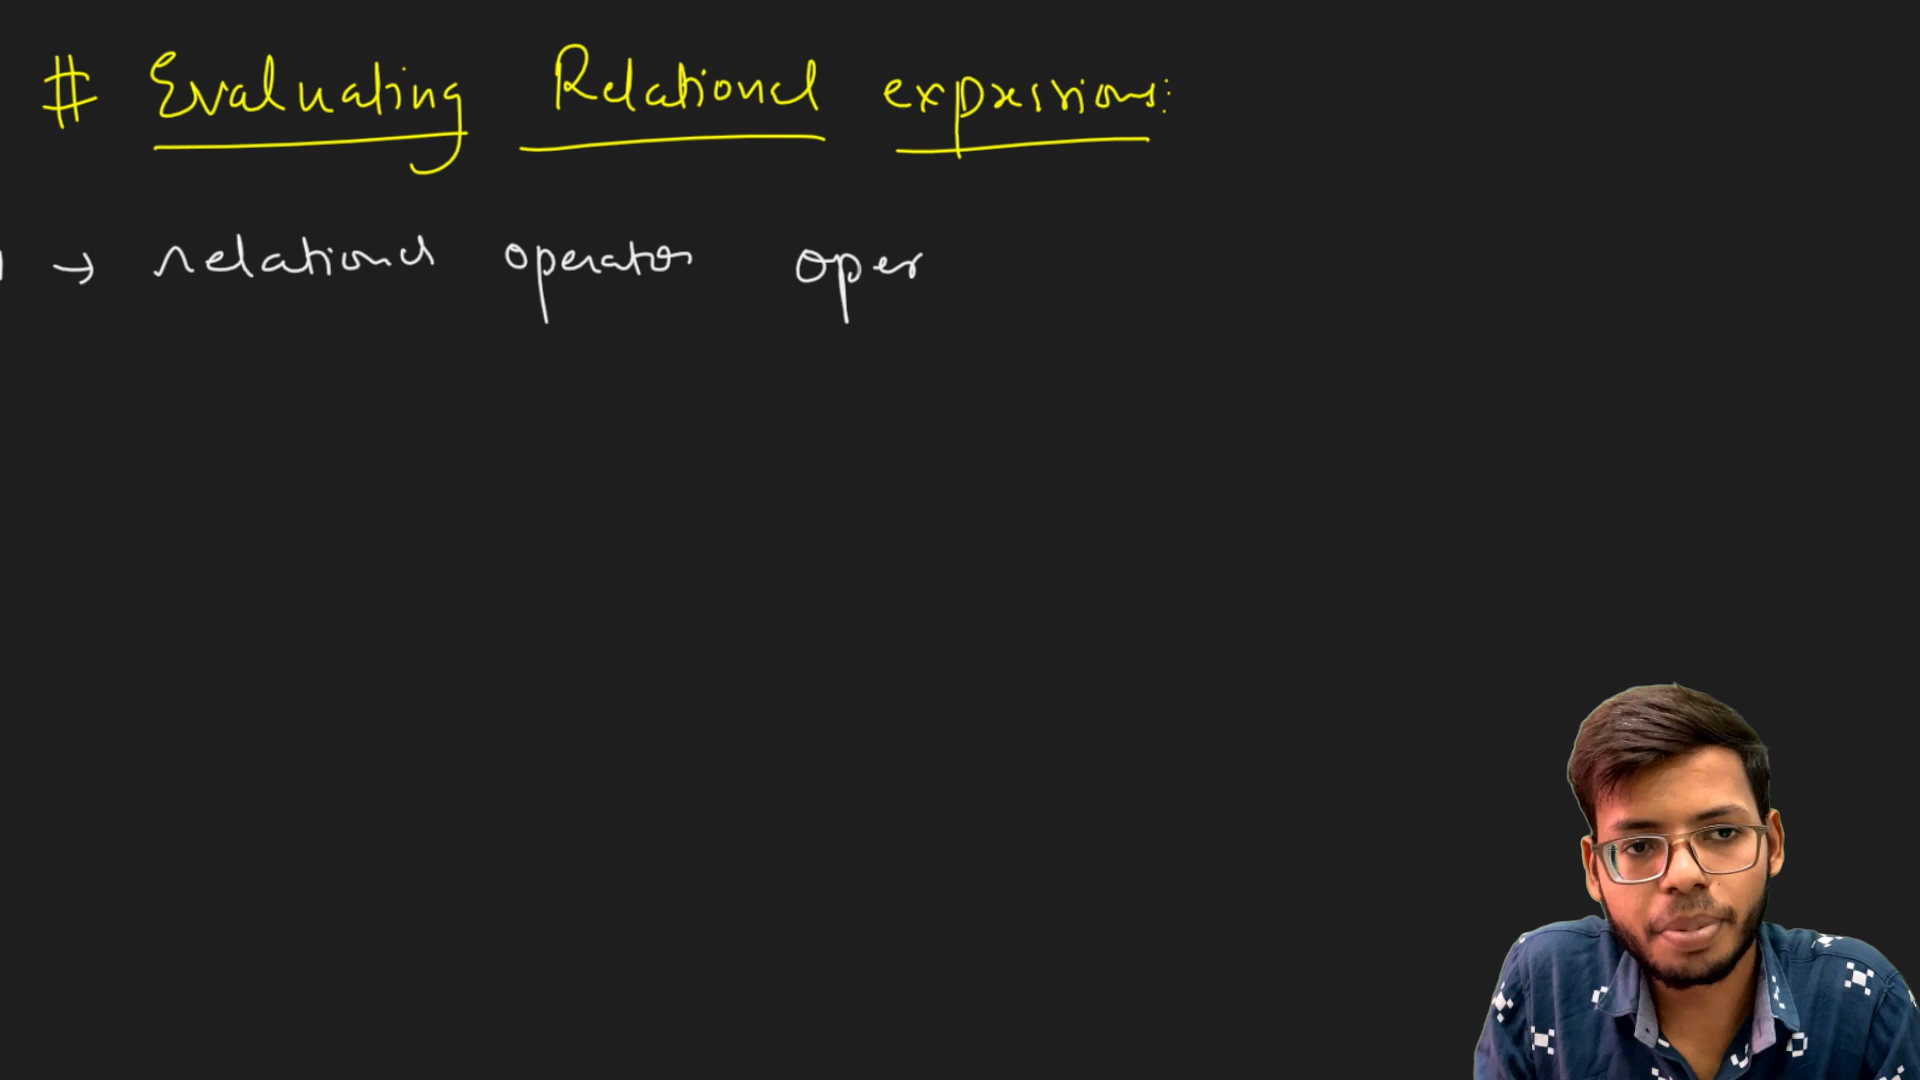 # Evaluating Relational expressions:
→ relational operator oper